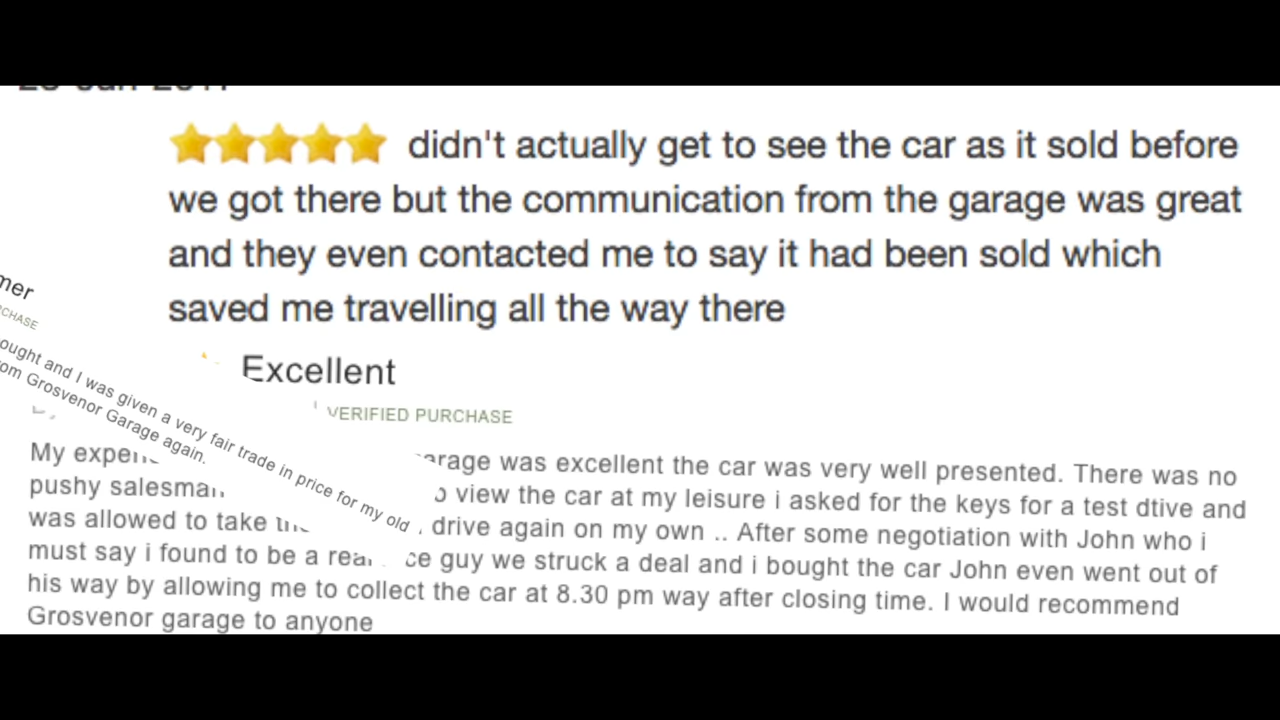 didn't actually get to see the car as it sold before
we got there but the communication from the garage was great
and they even contacted me to say it had been sold which
saved me travelling all the way there
Excellent
VERIFIED PURCHASE
ought and I was given a very fair trade in price for my old
om Grosvenor Garage again.
My
was excellent the car was very well presented. There was no
pushy
view the car at my leisure i asked for the keys for a test dtive and
was allowed to take
drive again on my own .. After some negotiation with John who i
must say i found to be a
guy we struck a deal and i bought the car John even went out of
his way by allowing me to collect the car at 8.30 pm way after closing time. I would recommend
Grosvenor garage to anyone